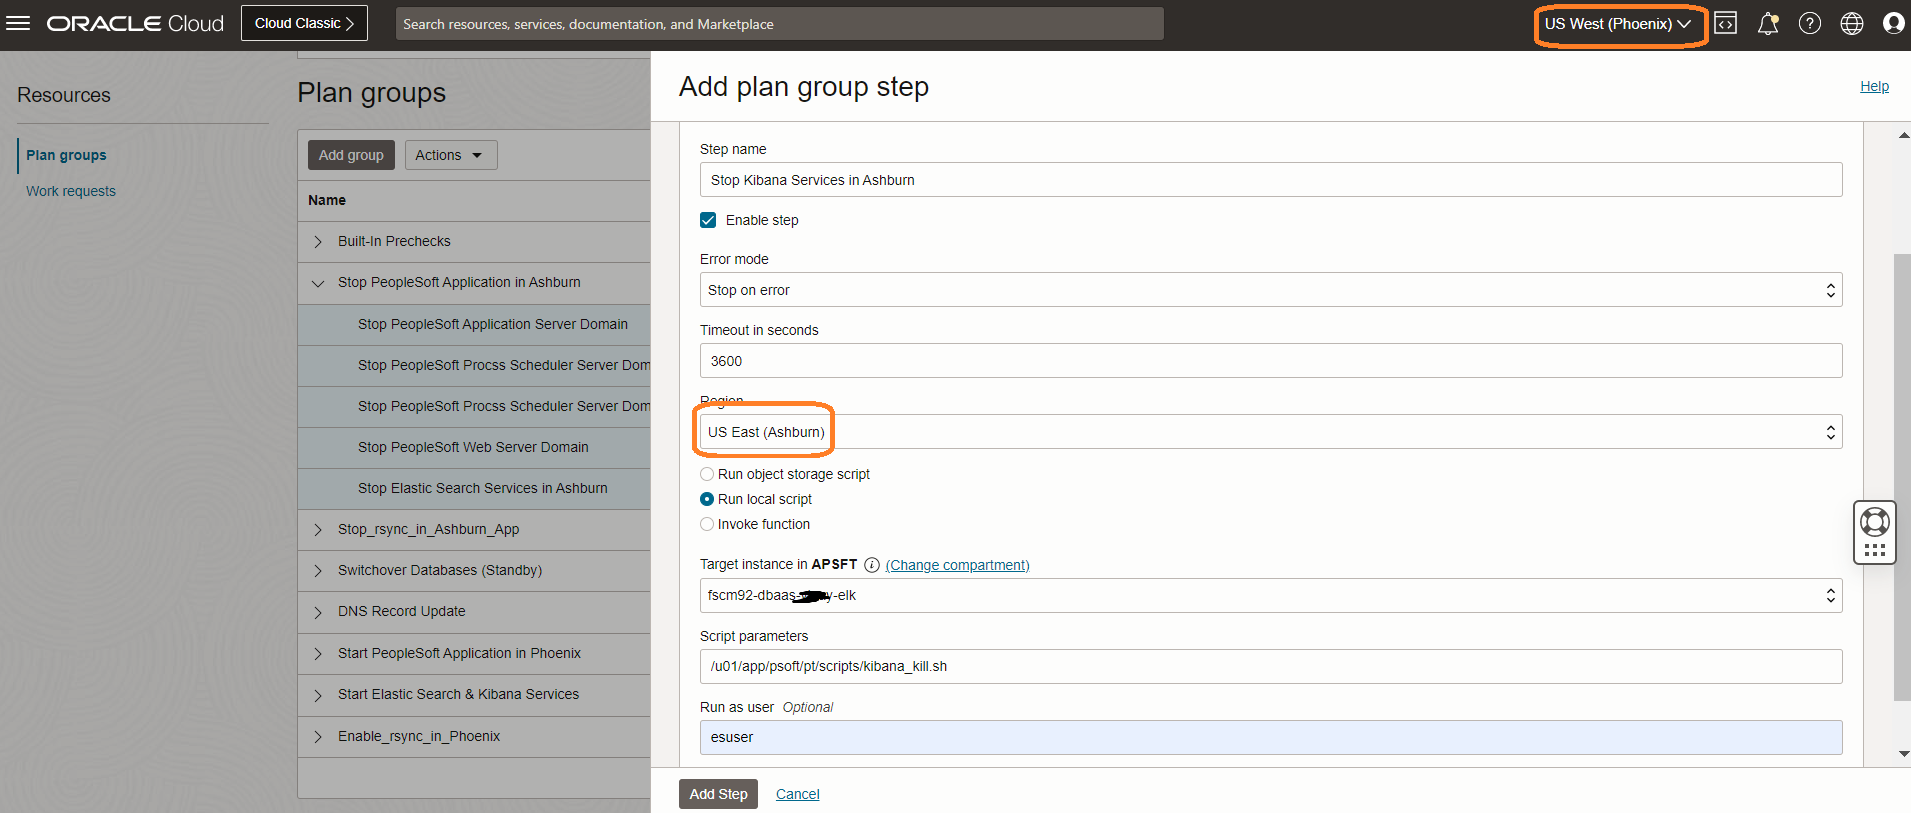 ORACLE Cloud
Cloud Classic
Search resources, services, documentation, and Marketplace
US West (Phoenix)
Resources
Plan groups
Work requests
Plan groups
Add group
Actions
Name
Built-In Prechecks
Stop PeopleSoft Application in Ashburn
Stop PeopleSoft Application Server Domain
Stop PeopleSoft Procss Scheduler Server Dom
Stop PeopleSoft Procss Scheduler Server Dom
Stop PeopleSoft Web Server Domain
Stop Elastic Search Services in Ashburn
Stop_rsync_in_Ashburn_App
Switchover Databases (Standby)
DNS Record Update
Start PeopleSoft Application in Phoenix
Start Elastic Search & Kibana Services
Enable_rsync_in_Phoenix
Add plan group step
Help
Step name
Stop Kibana Services in Ashburn
Enable step
Error mode
Stop on error
Timeout in seconds
3600
Region
US East (Ashburn)
Run object storage script
Run local script
Invoke function
Target instance in APSFT (Change compartment)
fscm92-dbaas- y-elk
Script parameters
/u01/app/psoft/pt/scripts/kibana_kill.sh
Run as user Optional
esuser
Add Step
Cancel